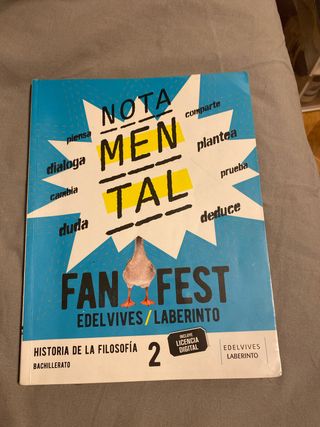 NOTA
MEN
TAL
piensa
dialoga
cambia
duda
comparte
plantea
prueba
deduce
FAN FEST
EDELVIVES/LABERINTO
HISTORIA DE LA FILOSOFÍA 2
BACHILLERATO
INCLUYE
LICENCIA
DIGITAL
EDELVIVES
LABERINTO